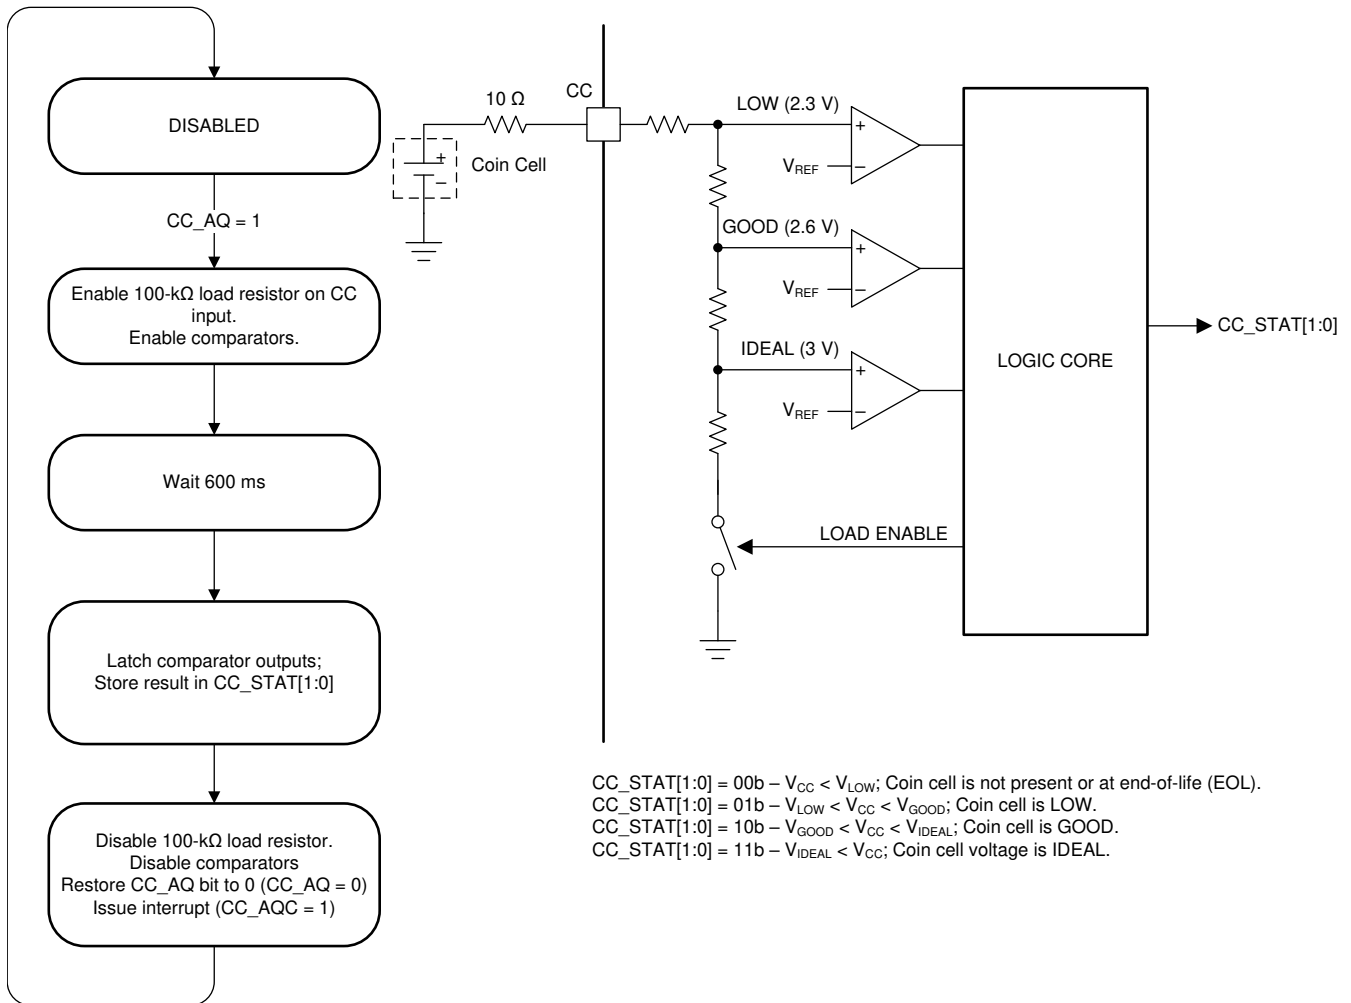 DISABLED
CC_AQ = 1
Enable 100-kΩ load resistor on CC
input.
Enable comparators.
Wait 600 ms
Latch comparator outputs;
Store result in CC_STAT[1:0]
Disable 100-kΩ load resistor.
Disable comparators
Restore CC_AQ bit to 0 (CC_AQ = 0)
Issue interrupt (CC_AQC = 1)
10 Ω
CC
+
−
Coin Cell
LOW (2.3 V)
+
VREF
−
GOOD (2.6 V)
+
VREF
−
IDEAL (3 V)
+
VREF
−
LOAD ENABLE
LOGIC CORE
CC_STAT[1:0]
CC_STAT[1:0] = 00b – VCC < VLOW; Coin cell is not present or at end-of-life (EOL).
CC_STAT[1:0] = 01b – VLOW < VCC < VGOOD; Coin cell is LOW.
CC_STAT[1:0] = 10b – VGOOD < VCC < VIDEAL; Coin cell is GOOD.
CC_STAT[1:0] = 11b – VIDEAL < VCC; Coin cell voltage is IDEAL.